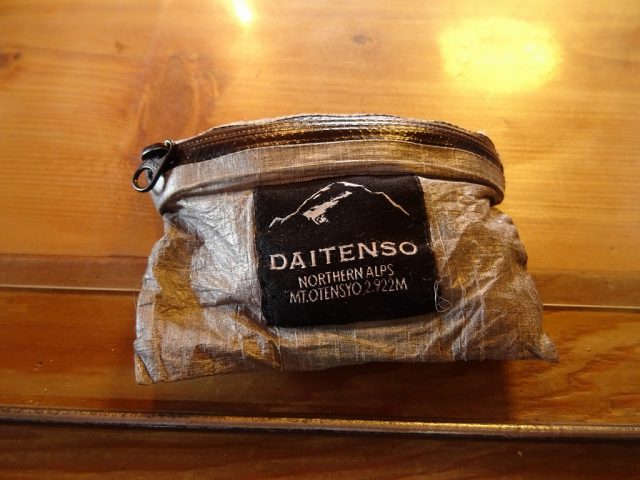 DAITENSO
NORTHERN ALPS
MT.OTENSYO 2.922M